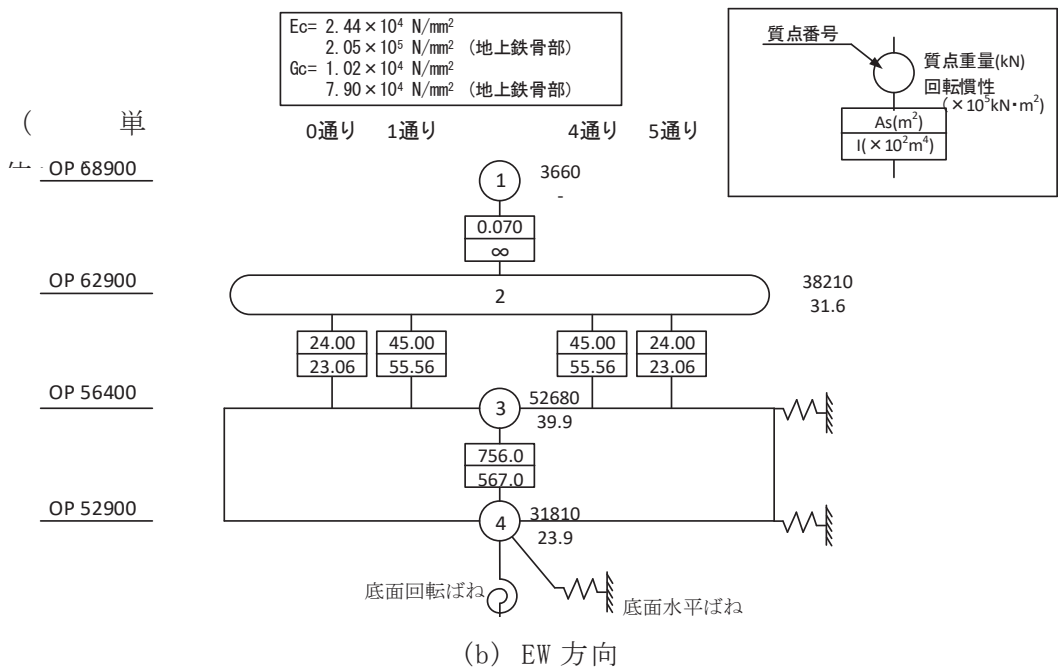 Ec= 2.44×10⁴ N/mm²
2.05×10⁵ N/mm² (地上鉄骨部)
Gc= 1.02×10⁴ N/mm²
7.90×10⁴ N/mm² (地上鉄骨部)
質点番号
質点重量(kN)
回転慣性
(×10⁵kN・m²)
As(m²)
I(×10²m⁴)
( 単
0通り 1通り 4通り 5通り
OP 68900
1
3660
-
0.070
∞
OP 62900
2
38210
31.6
24.00 45.00 45.00 24.00
23.06 55.56 55.56 23.06
OP 56400
3
52680
39.9
756.0
567.0
OP 52900
4
31810
23.9
底面回転ばね
底面水平ばね
(b) EW 方向